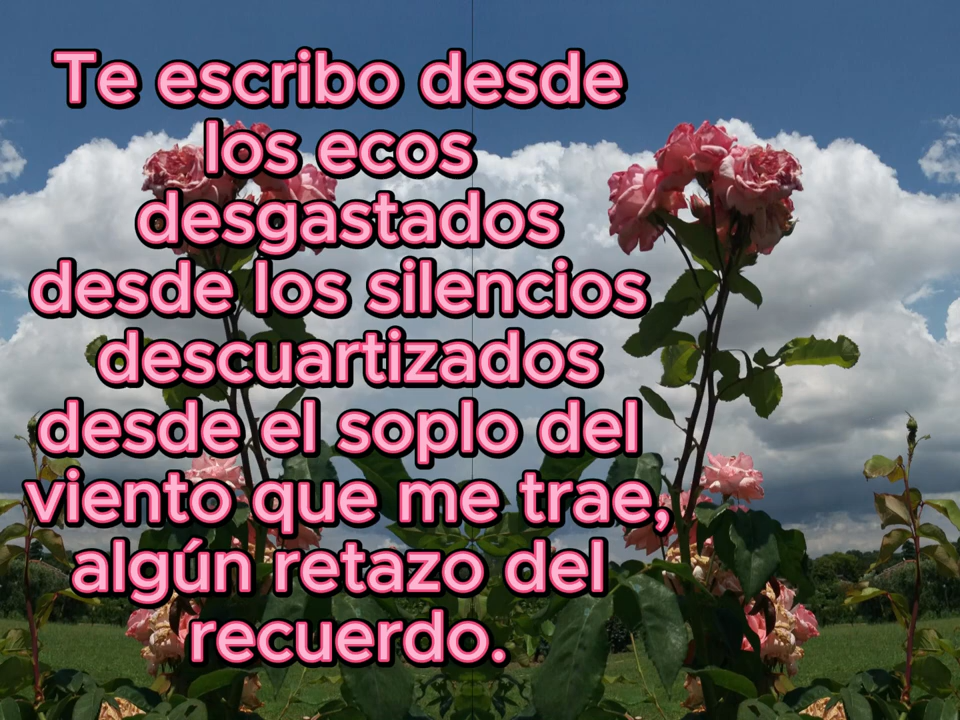 Te escribo desde
los ecos
desgastados
desde los silencios
descuartizados
desde el soplo del
viento que me trae,
algún retazo del
recuerdo.